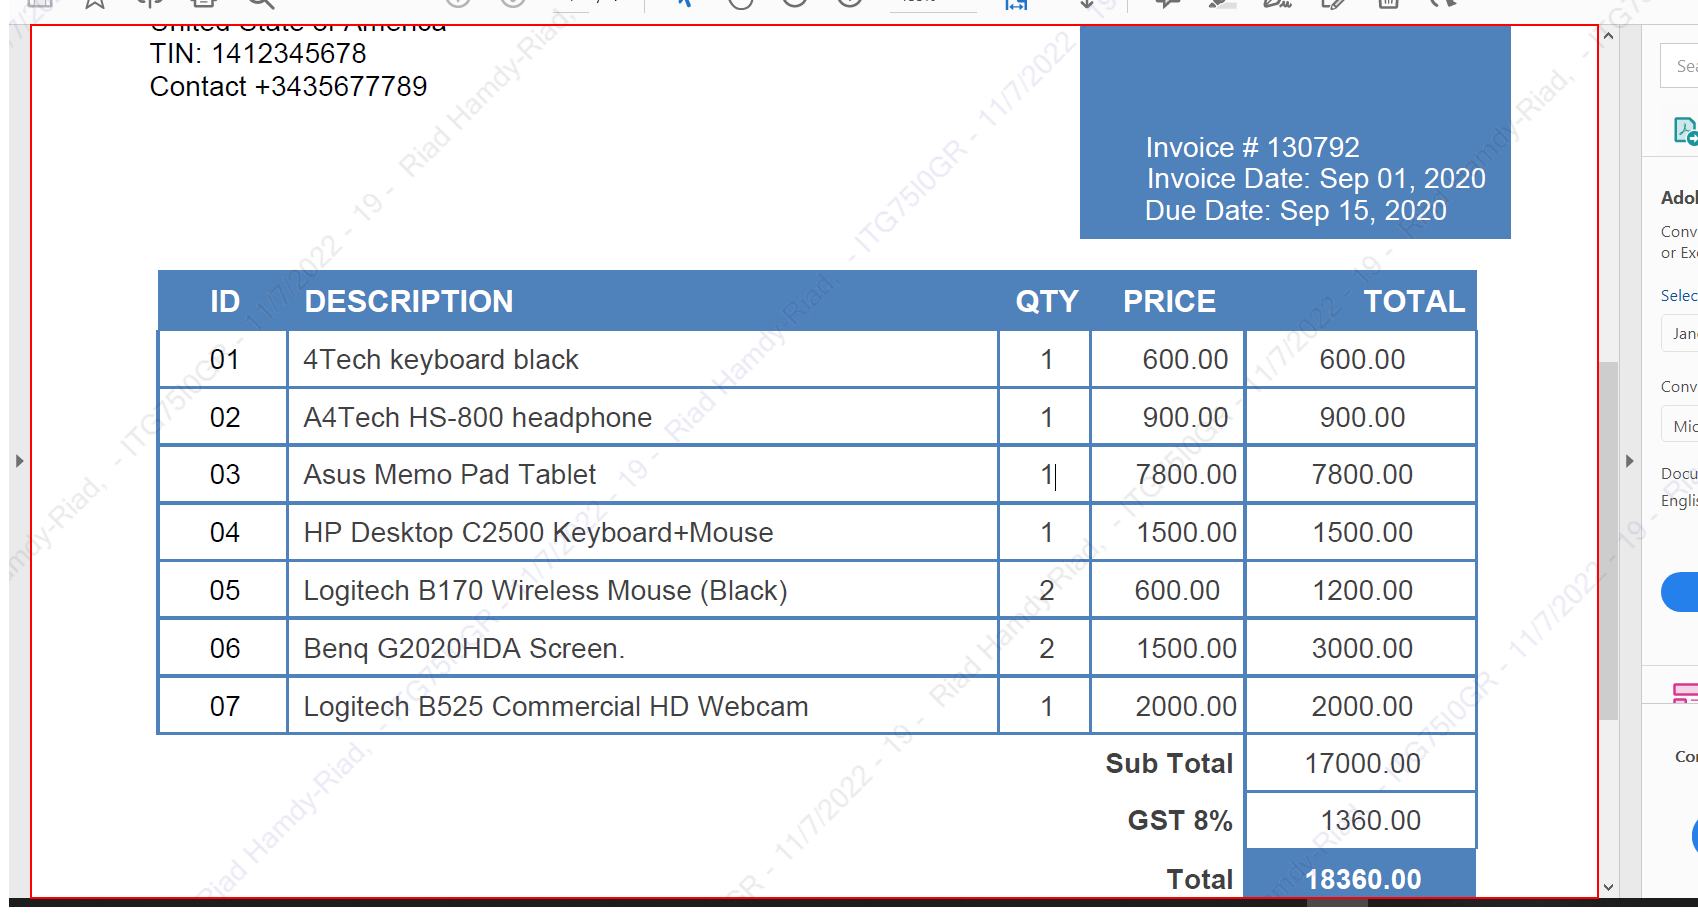 United State of America
TIN: 1412345678
Contact +3435677789
Invoice # 130792
Invoice Date: Sep 01, 2020
Due Date: Sep 15, 2020
ID DESCRIPTION QTY PRICE TOTAL
01 4Tech keyboard black 1 600.00 600.00
02 A4Tech HS-800 headphone 1 900.00 900.00
03 Asus Memo Pad Tablet 1 7800.00 7800.00
04 HP Desktop C2500 Keyboard+Mouse 1 1500.00 1500.00
05 Logitech B170 Wireless Mouse (Black) 2 600.00 1200.00
06 Benq G2020HDA Screen. 2 1500.00 3000.00
07 Logitech B525 Commercial HD Webcam 1 2000.00 2000.00
Sub Total 17000.00
GST 8% 1360.00
Total 18360.00
Riad Hamdy-Riad, - ITG75I0GR - 11/7/2022 - 19 -
Sea
Ado
Conv
or Ex
Selec
Jan
Conv
Mic
Docu
Englis
Co